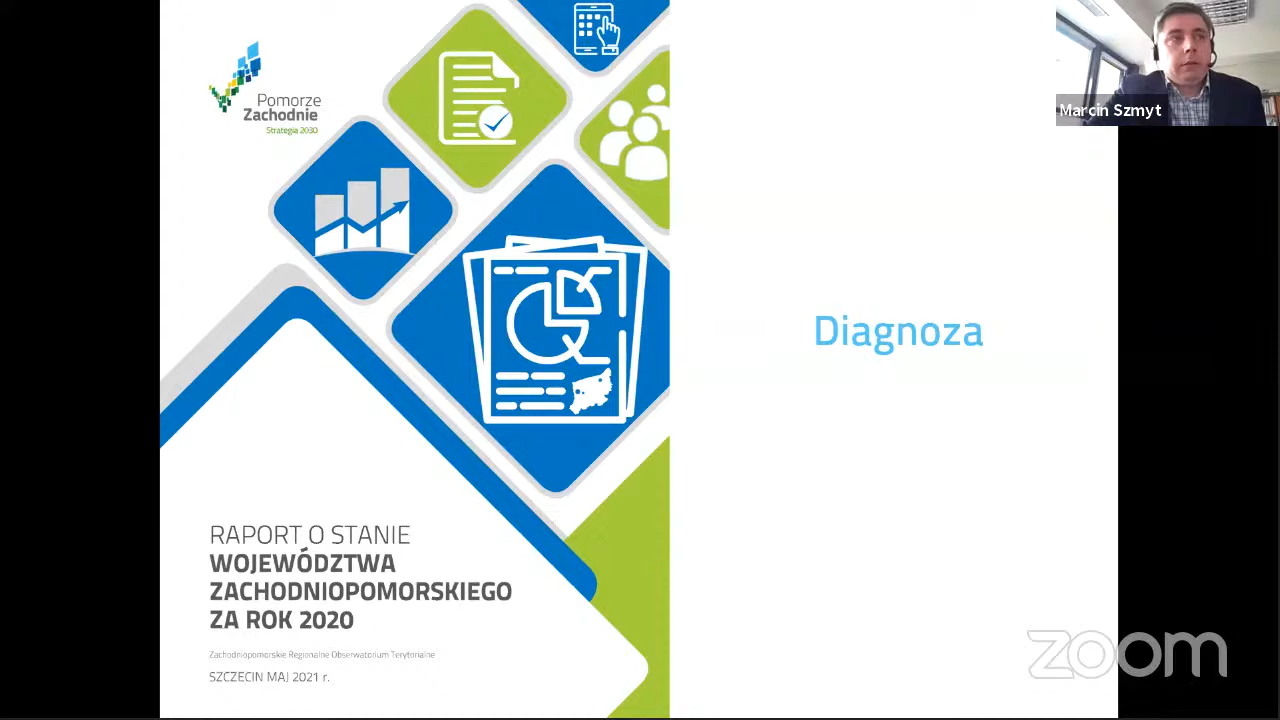 Pomorze
Zachodnie
Strategia 2030
Marcin Szmyt
Diagnoza
RAPORT O STANIE
WOJEWÓDZTWA
ZACHODNIOPOMORSKIEGO
ZA ROK 2020
Zachodniopomorskie Regionalne Obserwatorium Terytorialne
SZCZECIN MAJ 2021 r.
zoom